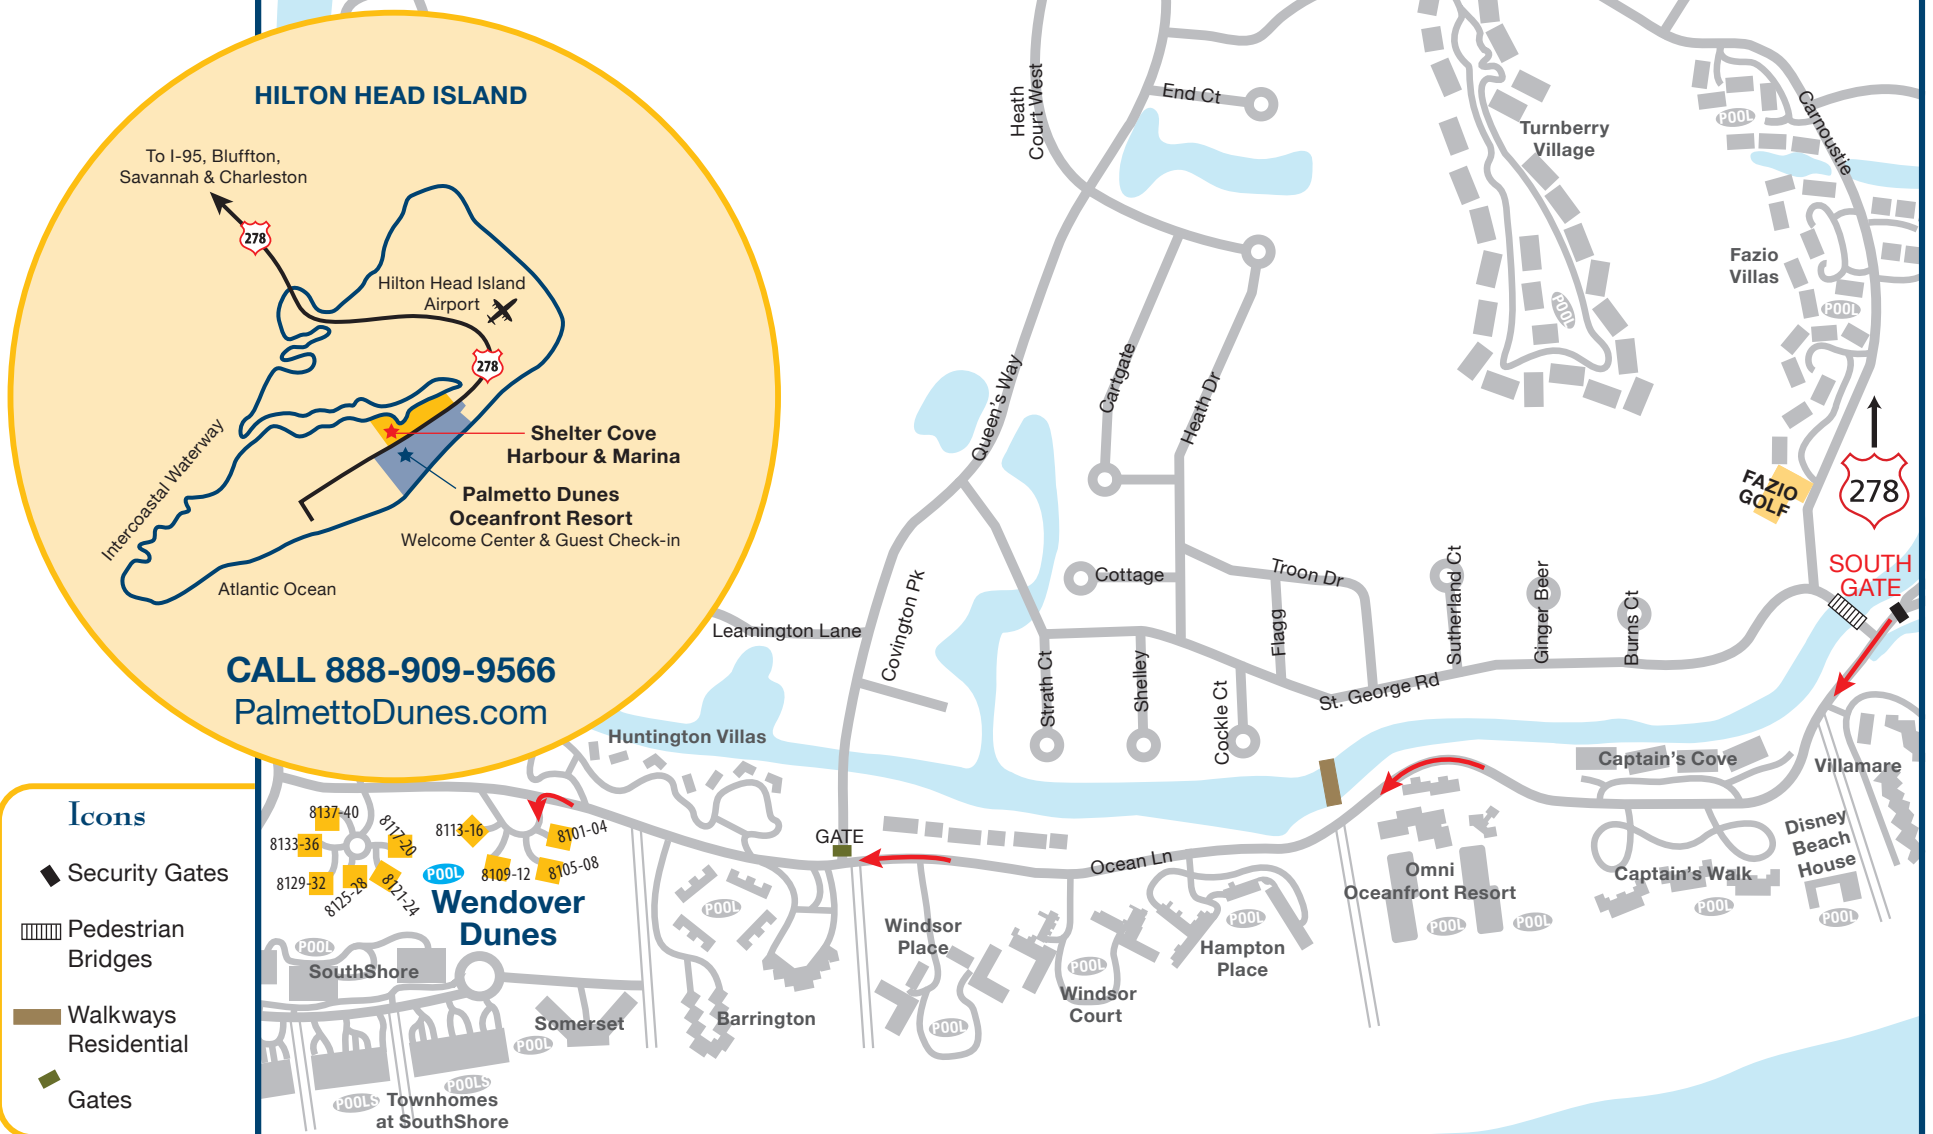 HILTON HEAD ISLAND
To I-95, Bluffton,
Savannah & Charleston
278
Hilton Head Island
Airport
278
Shelter Cove
Harbour & Marina
Palmetto Dunes
Oceanfront Resort
Welcome Center & Guest Check-in
Intercoastal Waterway
Atlantic Ocean
CALL 888-909-9566
PalmettoDunes.com
Icons
Security Gates
Pedestrian
Bridges
Walkways
Residential
Gates
Heath
Court West
End Ct
Turnberry
Village
POOL
Carnoustie
POOL
Fazio
Villas
POOL
Queen's Way
Cartgate
Heath Dr
FAZIO
GOLF
278
SOUTH
GATE
Leamington Lane
Covington Pk
Cottage
Troon Dr
Flagg
Sutherland Ct
Ginger Beer
Burns Ct
Strath Ct
Shelley
Cockle Ct
St. George Rd
Huntington Villas
Captain's Cove
Villamare
GATE
Ocean Ln
Disney
Beach
House
POOL
8137-40
8133-36
8129-32
8125-28
8117-20
8121-24
8113-16
8109-12
8101-04
8105-08
POOL
Wendover
Dunes
POOL
SouthShore
Somerset
POOL
POOLS
POOLS
Townhomes
at SouthShore
POOL
Barrington
Windsor
Place
POOL
POOL
Windsor
Court
POOL
Hampton
Place
Omni
Oceanfront Resort
POOL
POOL
Captain's Walk
POOL